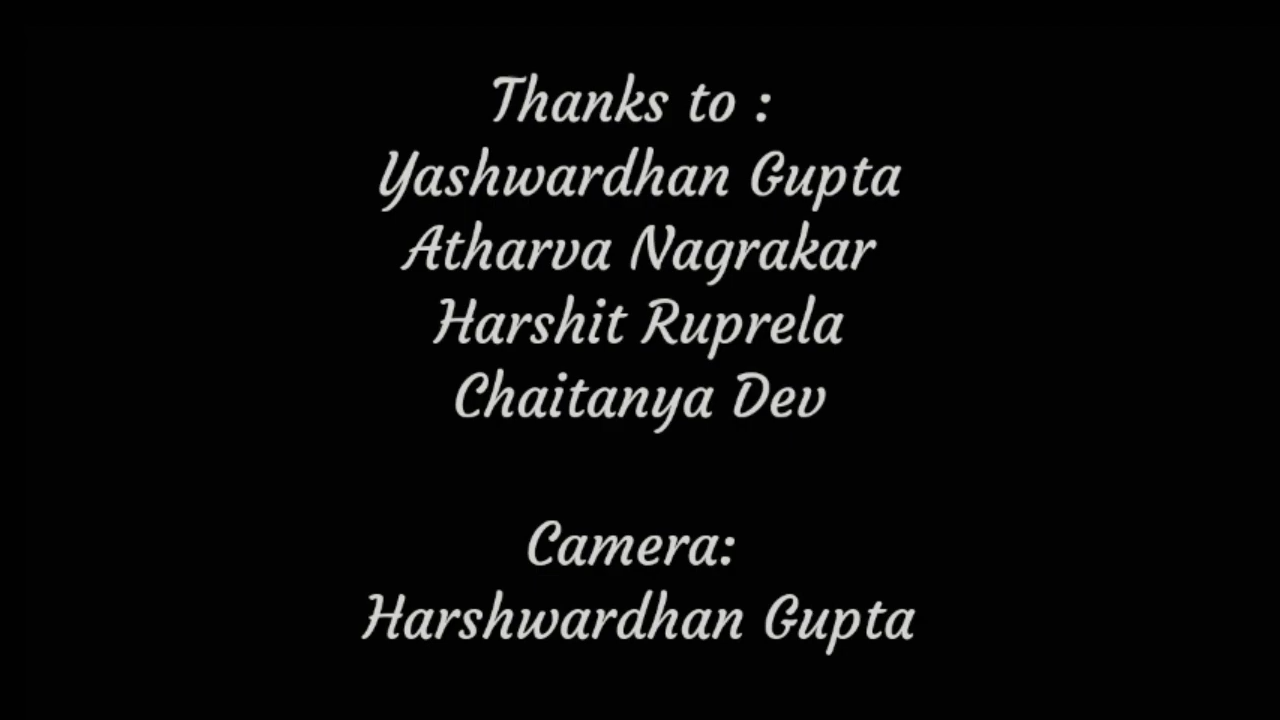 Thanks to :
Yashwardhan Gupta
Atharva Nagrakar
Harshit Ruprela
Chaitanya Dev
Camera:
Harshwardhan Gupta